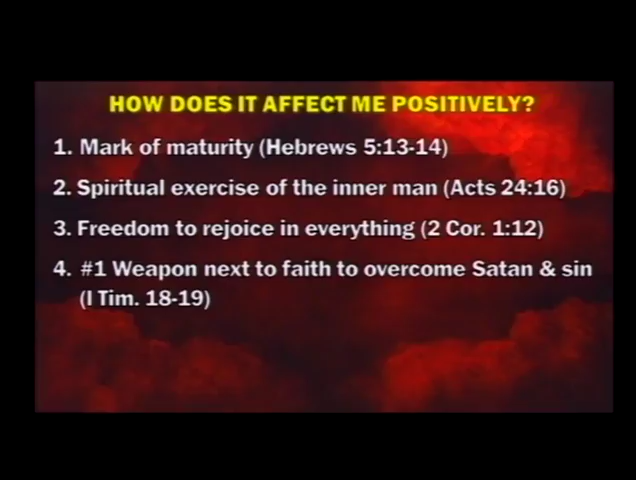 HOW DOES IT AFFECT ME POSITIVELY?
1. Mark of maturity (Hebrews 5:13-14)
2. Spiritual exercise of the inner man (Acts 24:16)
3. Freedom to rejoice in everything (2 Cor. 1:12)
4. #1 Weapon next to faith to overcome Satan & sin
(I Tim. 18-19)